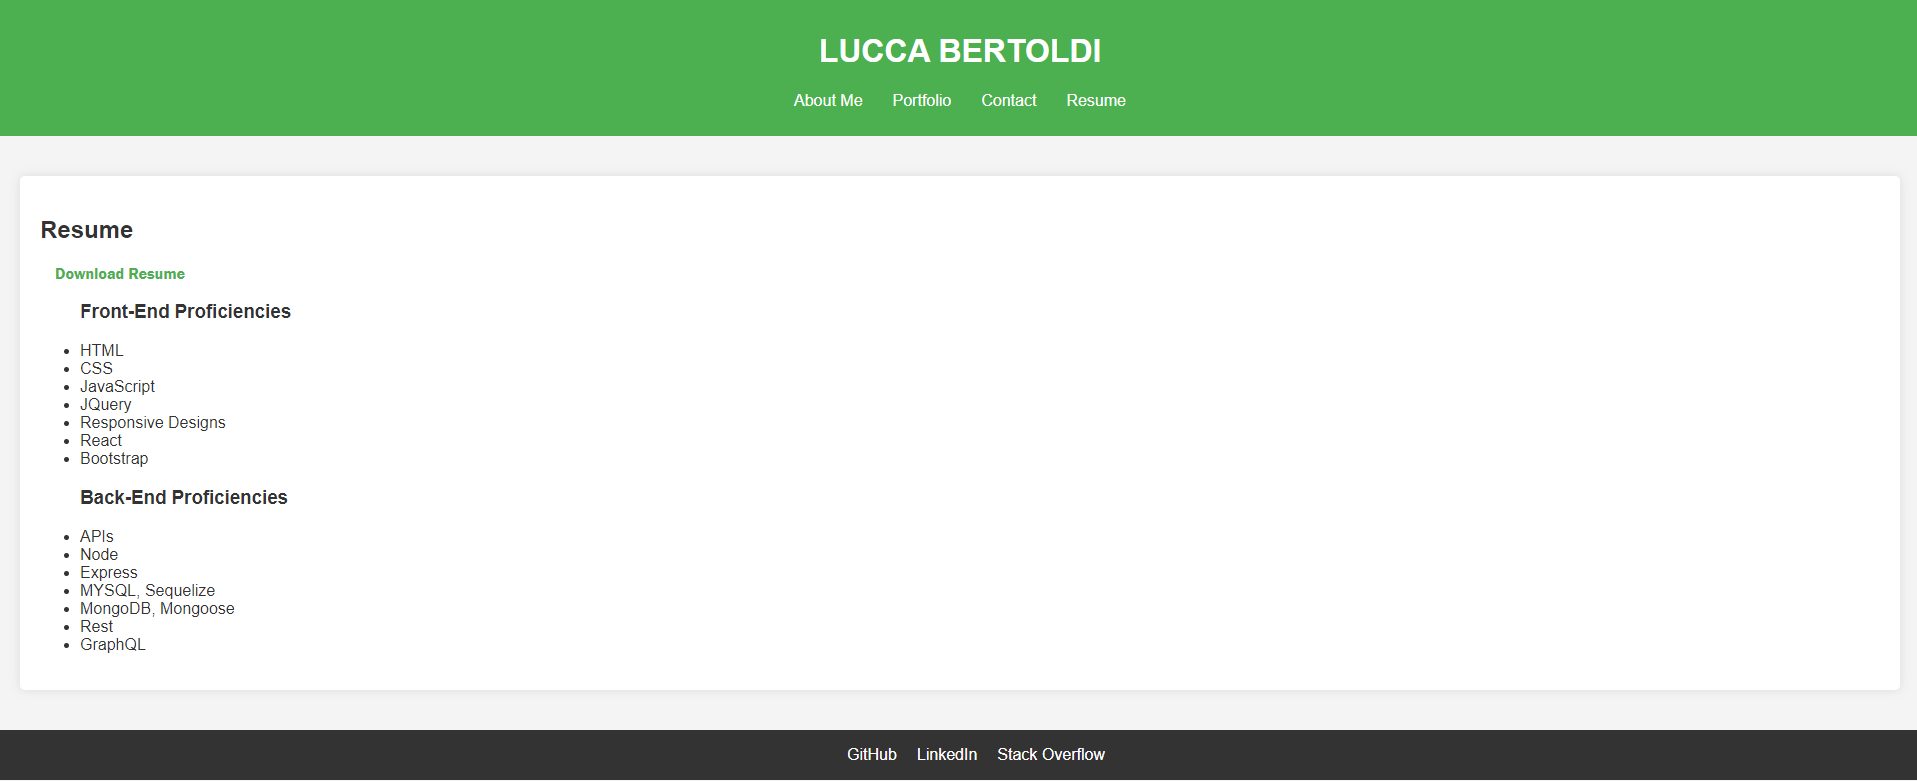 LUCCA BERTOLDI
About Me Portfolio Contact Resume
Resume
Download Resume
Front-End Proficiencies
HTML
CSS
JavaScript
JQuery
Responsive Designs
React
Bootstrap
Back-End Proficiencies
APIs
Node
Express
MYSQL, Sequelize
MongoDB, Mongoose
Rest
GraphQL
GitHub LinkedIn Stack Overflow